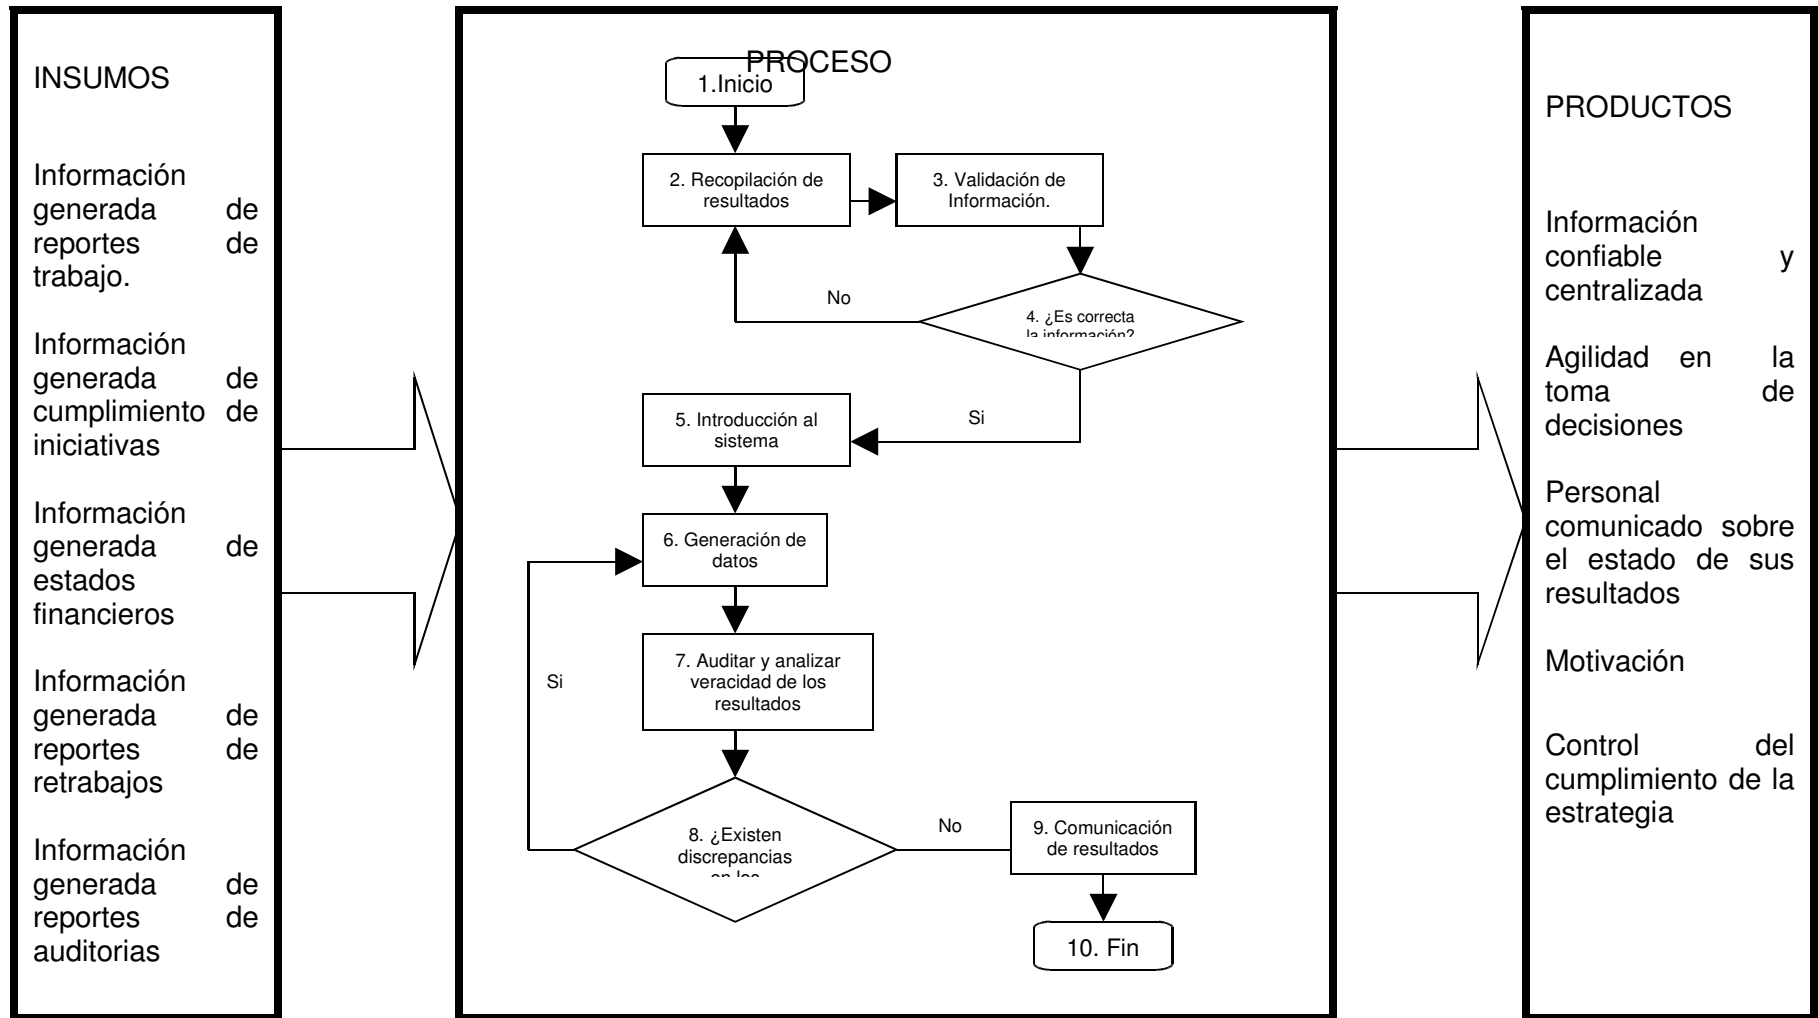 INSUMOS
Información
generada de
reportes de
trabajo.
Información
generada de
cumplimiento de
iniciativas
Información
generada de
estados
financieros
Información
generada de
reportes de
retrabajos
Información
generada de
reportes de
auditorias
PROCESO
1.Inicio
2. Recopilación de
resultados
3. Validación de
Información.
No
4. ¿Es correcta
la información?
Si
5. Introducción al
sistema
6. Generación de
datos
Si
7. Auditar y analizar
veracidad de los
resultados
8. ¿Existen
discrepancias
en los
No
9. Comunicación
de resultados
10. Fin
PRODUCTOS
Información
confiable y
centralizada
Agilidad en la
toma de
decisiones
Personal
comunicado sobre
el estado de sus
resultados
Motivación
Control del
cumplimiento de la
estrategia